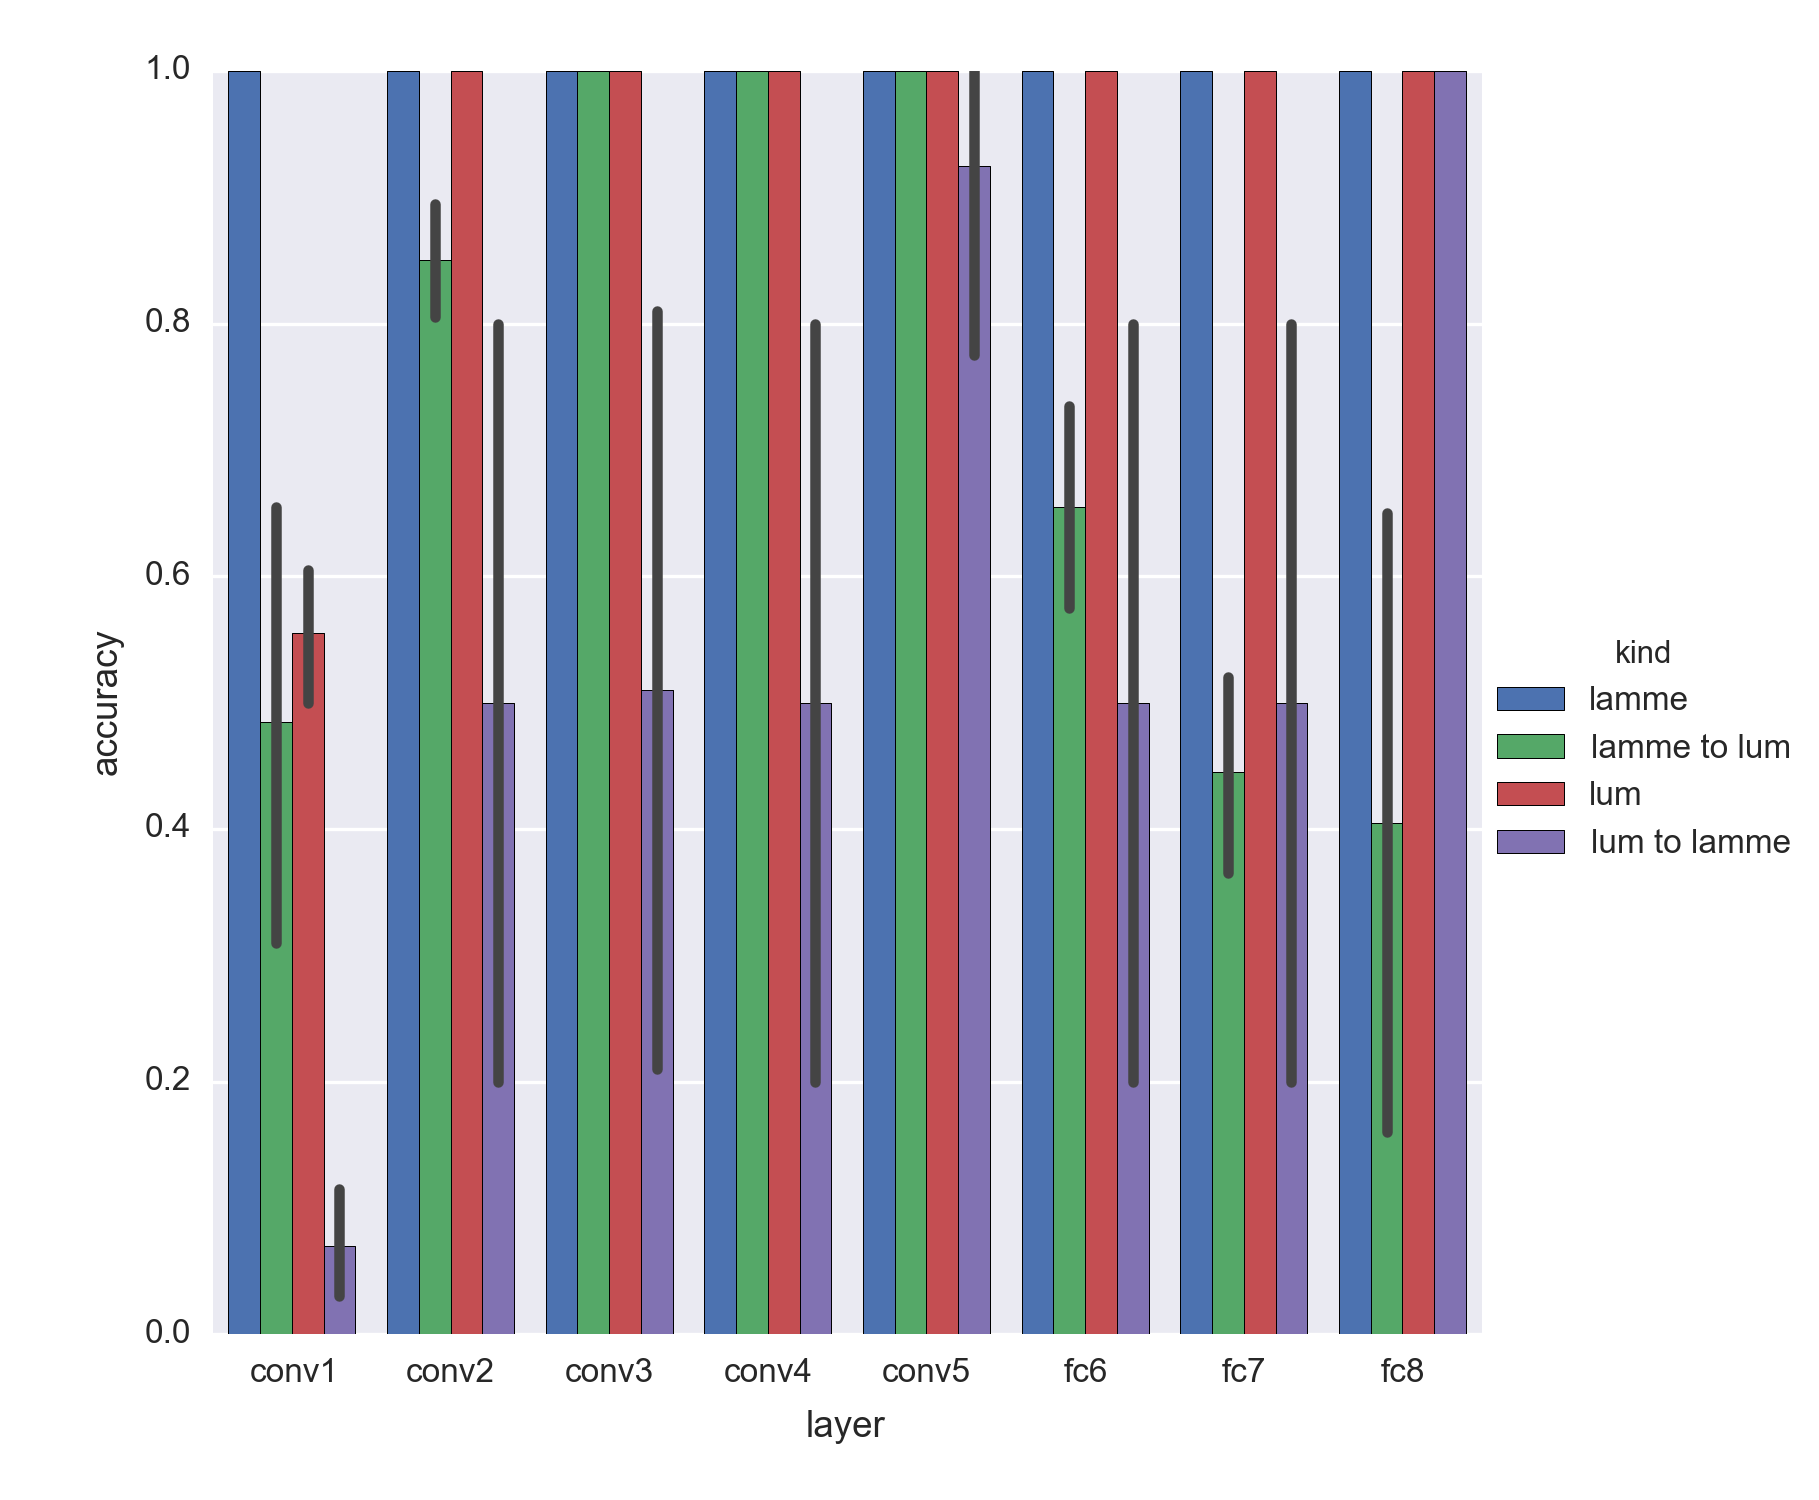 1.0
0.8
0.6
0.4
0.2
0.0
accuracy
conv1 conv2 conv3 conv4 conv5 fc6 fc7 fc8
layer
kind
lamme
lamme to lum
lum
lum to lamme